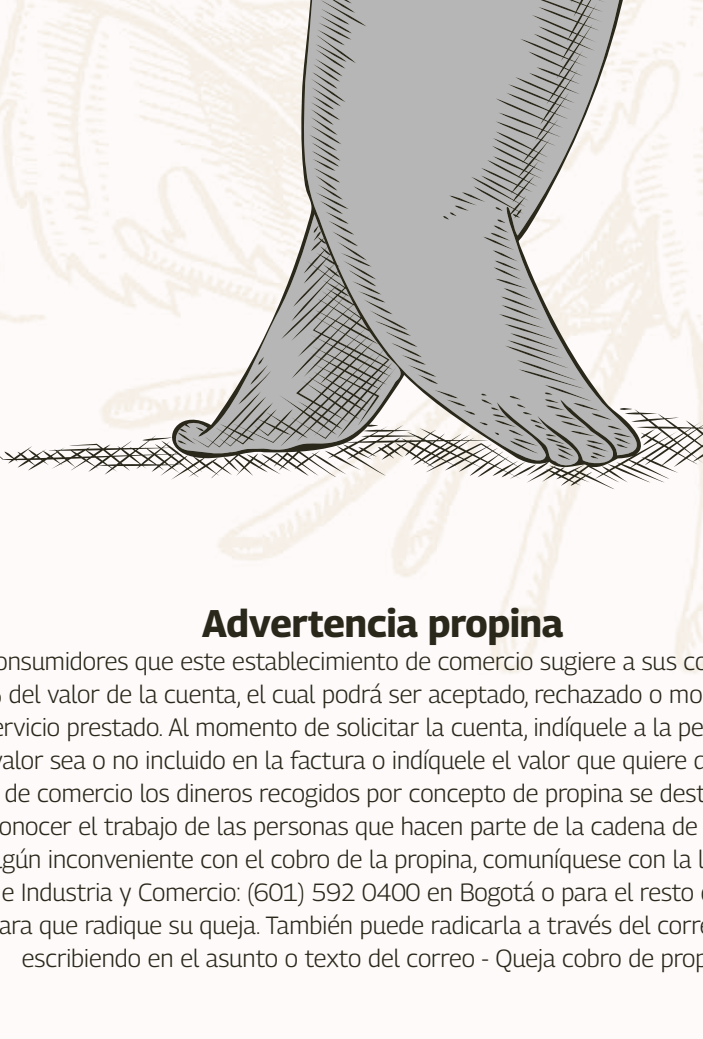 Advertencia propina
onsumidores que este establecimiento de comercio sugiere a sus co
del valor de la cuenta, el cual podrá ser aceptado, rechazado o mo
ervicio prestado. Al momento de solicitar la cuenta, indíquele a la pe
valor sea o no incluido en la factura o indíquele el valor que quiere
de comercio los dineros recogidos por concepto de propina se dest
onocer el trabajo de las personas que hacen parte de la cadena de
gún inconveniente con el cobro de la propina, comuníquese con la l
e Industria y Comercio: (601) 592 0400 en Bogotá o para el resto
ara que radique su queja. También puede radicarla a través del corre
escribiendo en el asunto o texto del correo - Queja cobro de prop